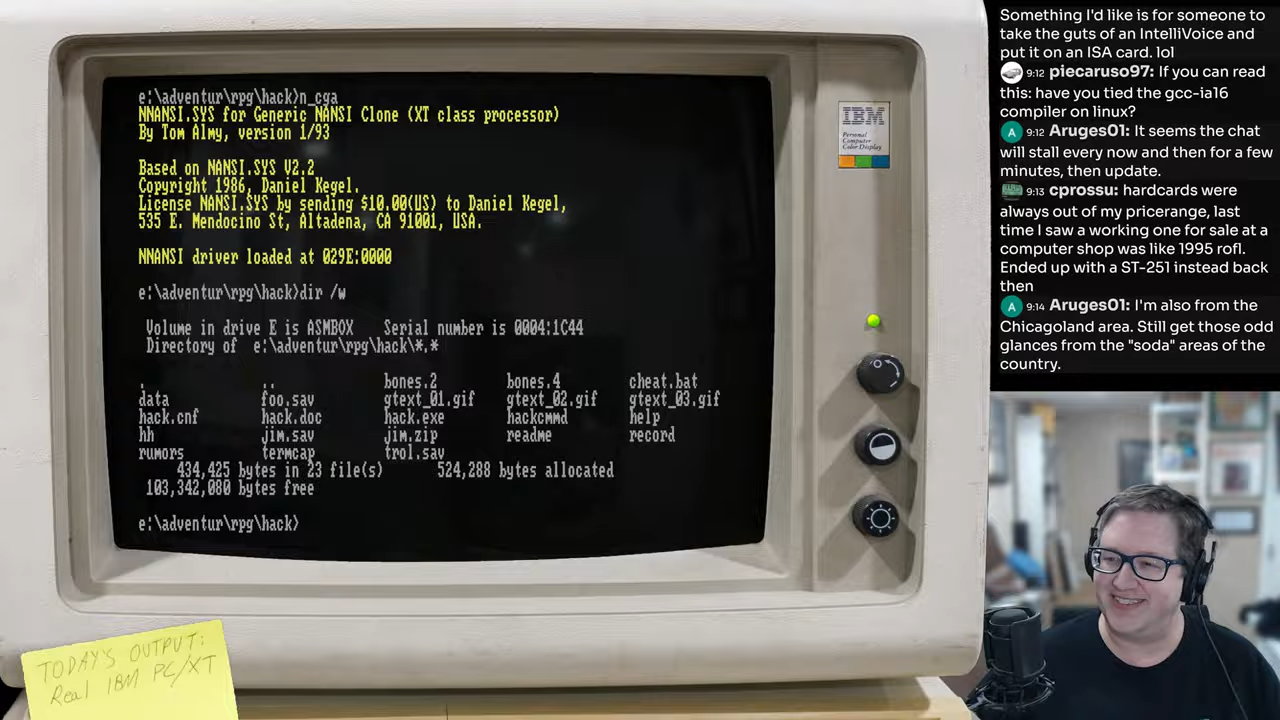 e:\adventur\rpg\hack>n_cga
NNANSI.SYS for Generic NANSI Clone (XT class processor)
By Tom Almy, version 1/93
Based on NANSI.SYS V2.2
Copyright 1986, Daniel Kegel.
License NANSI.SYS by sending $10.00(US) to Daniel Kegel,
535 E. Mendocino St, Altadena, CA 91001, USA.
NNANSI driver loaded at 029E:0000
e:\adventur\rpg\hack>dir /w
Volume in drive E is ASMBOX    Serial number is 0004:1C44
Directory of  e:\adventur\rpg\hack\*.*
.    ..    bones.2    bones.4    cheat.bat
data    foo.sav    gtext_01.gif    gtext_02.gif    gtext_03.gif
hack.cnf    hack.doc    hack.exe    hackcmmd    help
hh    jim.sav    jim.zip    readme    record
rumors    termcap    trol.sav
434,425 bytes in 23 file(s)    524,288 bytes allocated
103,342,080 bytes free
e:\adventur\rpg\hack>
IBM
Personal
Computer
Color Display
TODAY'S OUTPUT:
Real IBM PC/XT
Something I'd like is for someone to
take the guts of an IntelliVoice and
put it on an ISA card. lol
9:12 piecaruso97: If you can read
this: have you tied the gcc-ia16
compiler on linux?
A 9:12 Aruges01: It seems the chat
will stall every now and then for a few
minutes, then update.
9:13 cprossu: hardcards were
always out of my pricerange, last
time I saw a working one for sale at a
computer shop was like 1995 rofl.
Ended up with a ST-251 instead back
then
A 9:14 Aruges01: I'm also from the
Chicagoland area. Still get those odd
glances from the "soda" areas of the
country.